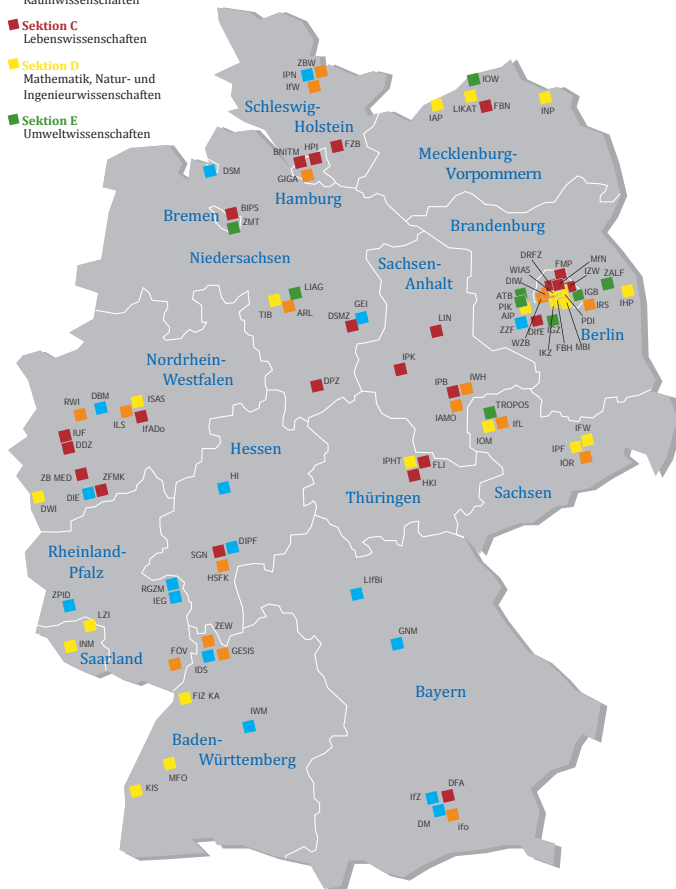 Raumwissenschaften
Sektion C
Lebenswissenschaften
Sektion D
Mathematik, Natur- und
Ingenieurwissenschaften
Sektion E
Umweltwissenschaften
ZBW
IPN
IfW
Schleswig-
Holstein
IOW
IAP
LIKAT
FBN
INP
Mecklenburg-
Vorpommern
FZB
HPI
BNITM
GIGA
Hamburg
DSM
BIPS
Bremen
ZMT
Niedersachsen
Brandenburg
Sachsen-
Anhalt
DRFZ
FMP
MfN
WIAS
IZW
ZALF
DIW
ATB
IGB
PIK
IRS
IHP
AIP
PDI
ZZF
DIfE
IGZ
Berlin
WZB
IKZ
FBH
MBI
LIAG
TIB
ARL
GEI
DSMZ
LIN
IPK
DPZ
Nordrhein-
Westfalen
RWI
DBM
ISAS
ILS
IfADo
IUF
DDZ
ZB MED
ZFMK
DIE
DWI
IPB
IWH
IAMO
TROPOS
IfL
IOM
IFW
IPF
IOR
Sachsen
Hessen
HI
IPHT
FLI
HKI
Thüringen
DIPF
SGN
HSFK
Rheinland-
Pfalz
RGZM
IEG
ZPID
LZI
INM
Saarland
ZEW
FÖV
GESIS
IDS
LIfBi
GNM
Bayern
FIZ KA
IWM
Baden-
Württemberg
MFO
KIS
DFA
IfZ
DM
ifo